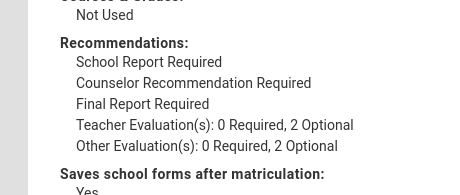 Not Used
Recommendations:
School Report Required
Counselor Recommendation Required
Final Report Required
Teacher Evaluation(s): 0 Required, 2 Optional
Other Evaluation(s): 0 Required, 2 Optional
Saves school forms after matriculation:
Yes